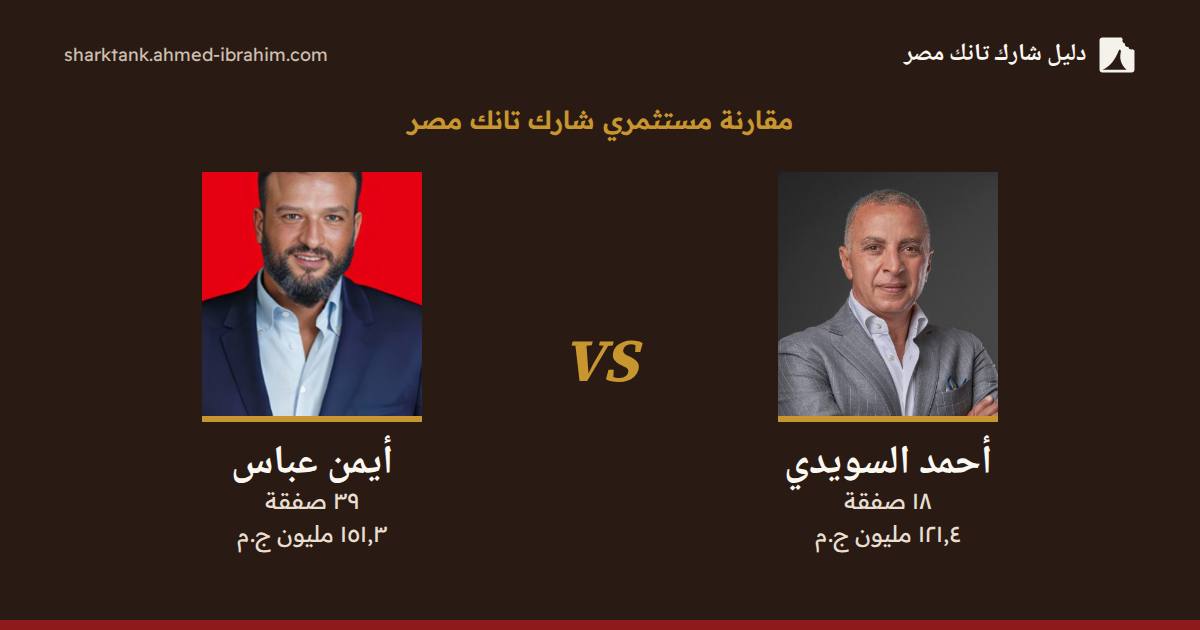 دليل شارك تانك مصر
sharktank.ahmed-ibrahim.com
مقارنة مستثمري شارك تانك مصر
أحمد السويدي
١٨ صفقة
١٢١,٤ مليون ج.م
VS
أيمن عباس
٣٩ صفقة
١٥١,٣ مليون ج.م